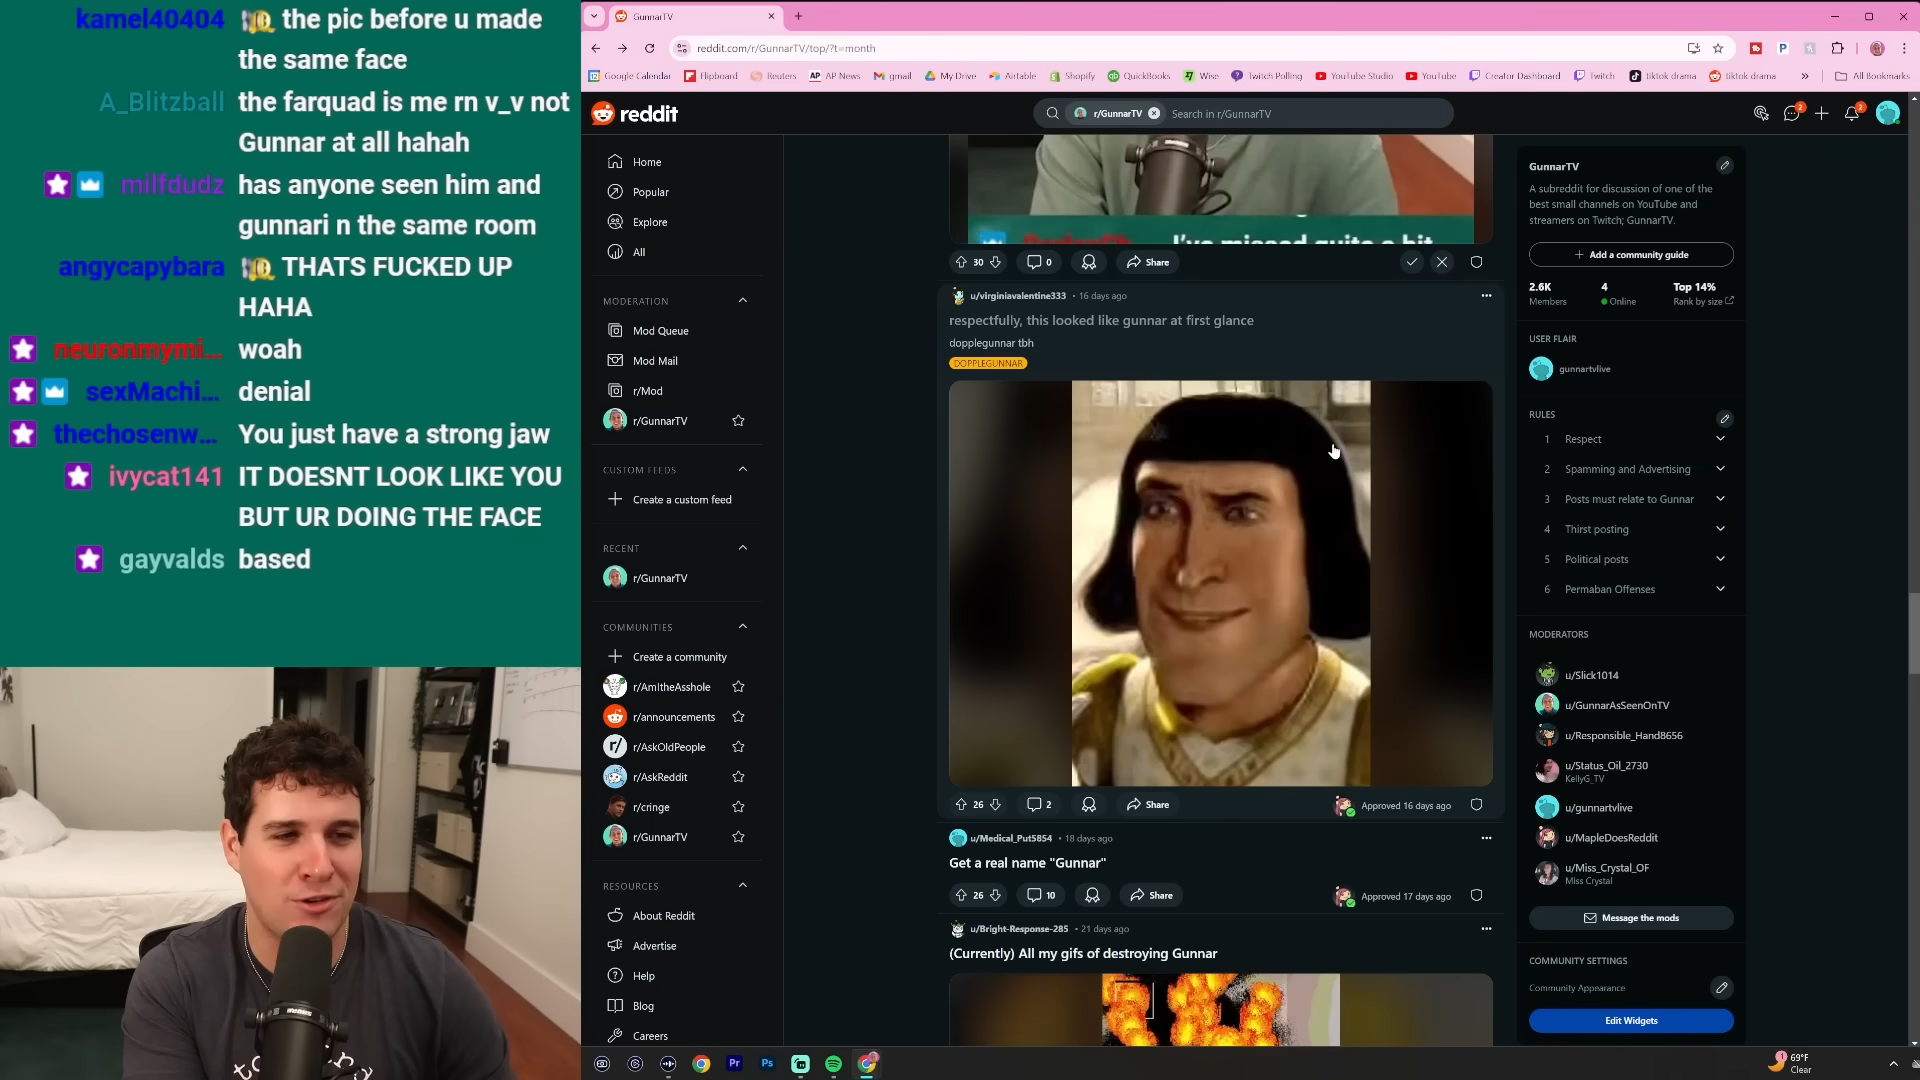 kamel40404 the pic before u made
the same face
A_Blitzball the farquad is me rn v_v not
Gunnar at all hahah
milfdudz has anyone seen him and
gunnari n the same room
angycapybara THATS FUCKED UP
HAHA
neuronmymi... woah
sexMachi... denial
thechosenw... You just have a strong jaw
ivycat141 IT DOESNT LOOK LIKE YOU
BUT UR DOING THE FACE
gayvalds based
GunnarTV
reddit.com/r/GunnarTV/top/?t=month
Google Calendar Flipboard Reuters AP News gmail My Drive Airtable Shopify QuickBooks Wise Twitch Polling YouTube Studio YouTube Creator Dashboard Twitch tiktok drama tiktok drama All Bookmarks
reddit r/GunnarTV Search in r/GunnarTV 2 2
Home
Popular
Explore
All
MODERATION
Mod Queue
Mod Mail
r/Mod
r/GunnarTV
CUSTOM FEEDS
Create a custom feed
RECENT
r/GunnarTV
COMMUNITIES
Create a community
r/AmItheAsshole
r/announcements
r/AskOldPeople
r/AskReddit
r/cringe
r/GunnarTV
RESOURCES
About Reddit
Advertise
Help
Blog
Careers
I've missed quite a bit
30 0 Share
u/virginiavalentine333 • 16 days ago
respectfully, this looked like gunnar at first glance
dopplegunnar tbh
DOPPLEGUNNAR
26 2 Share Approved 16 days ago
u/Medical_Put5854 • 18 days ago
Get a real name "Gunnar"
26 10 Share Approved 17 days ago
u/Bright-Response-285 • 21 days ago
(Currently) All my gifs of destroying Gunnar
GunnarTV
A subreddit for discussion of one of the
best small channels on YouTube and
streamers on Twitch; GunnarTV.
Add a community guide
2.6K 4 Top 14%
Members Online Rank by size
USER FLAIR
gunnartvlive
RULES
1 Respect
2 Spamming and Advertising
3 Posts must relate to Gunnar
4 Thirst posting
5 Political posts
6 Permaban Offenses
MODERATORS
u/Slick1014
u/GunnarAsSeenOnTV
u/Responsible_Hand8656
u/Status_Oil_2730
KellyG_TV
u/gunnartvlive
u/MapleDoesReddit
u/Miss_Crystal_OF
Miss Crystal
Message the mods
COMMUNITY SETTINGS
Community Appearance
Edit Widgets
Pr Ps
1 69°F
Clear